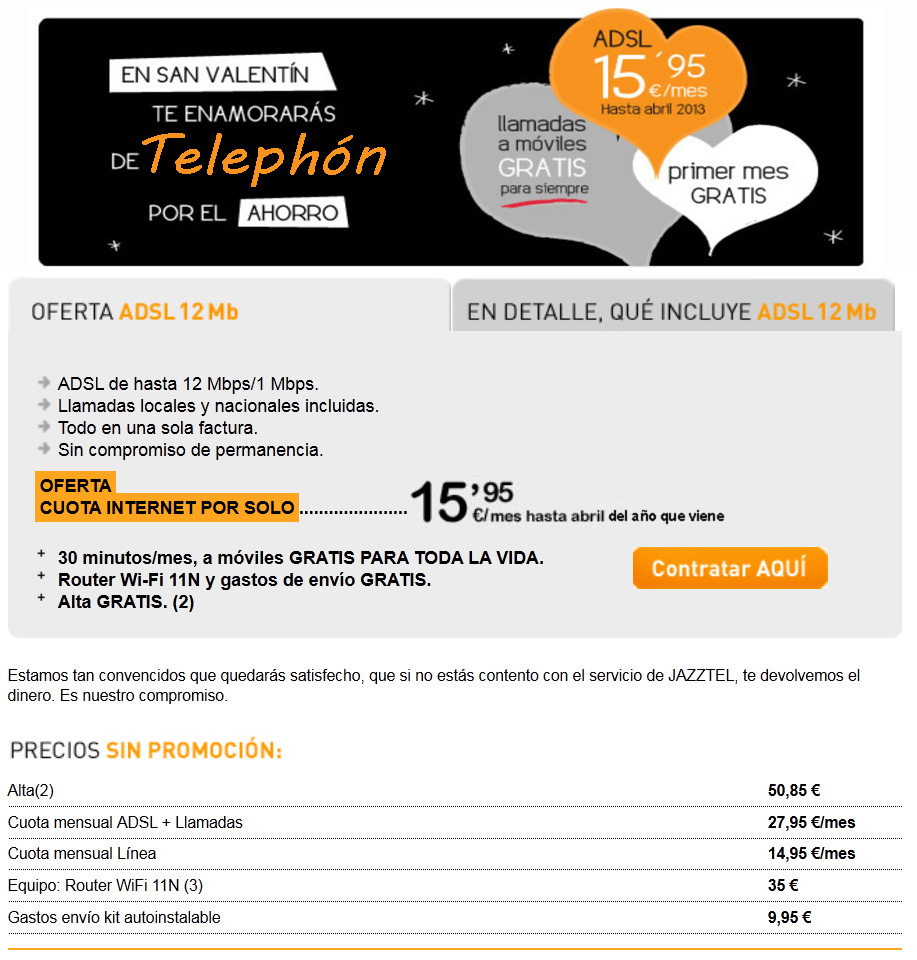 EN SAN VALENTÍN
TE ENAMORARÁS
DE Telephón
POR EL AHORRO
ADSL
15´95
€/mes
Hasta abril 2013
llamadas
a móviles
GRATIS
para siempre
primer mes
GRATIS
OFERTA ADSL 12 Mb
EN DETALLE, QUÉ INCLUYE ADSL 12 Mb
ADSL de hasta 12 Mbps/1 Mbps.
Llamadas locales y nacionales incluidas.
Todo en una sola factura.
Sin compromiso de permanencia.
OFERTA
CUOTA INTERNET POR SOLO...................... 15’95
€/mes hasta abril del año que viene
+ 30 minutos/mes, a móviles GRATIS PARA TODA LA VIDA.
+ Router Wi-Fi 11N y gastos de envío GRATIS.
+ Alta GRATIS. (2)
Contratar AQUÍ
Estamos tan convencidos que quedarás satisfecho, que si no estás contento con el servicio de JAZZTEL, te devolvemos el
dinero. Es nuestro compromiso.
PRECIOS SIN PROMOCIÓN:
Alta(2) 50,85 €
Cuota mensual ADSL + Llamadas 27,95 €/mes
Cuota mensual Línea 14,95 €/mes
Equipo: Router WiFi 11N (3) 35 €
Gastos envío kit autoinstalable 9,95 €